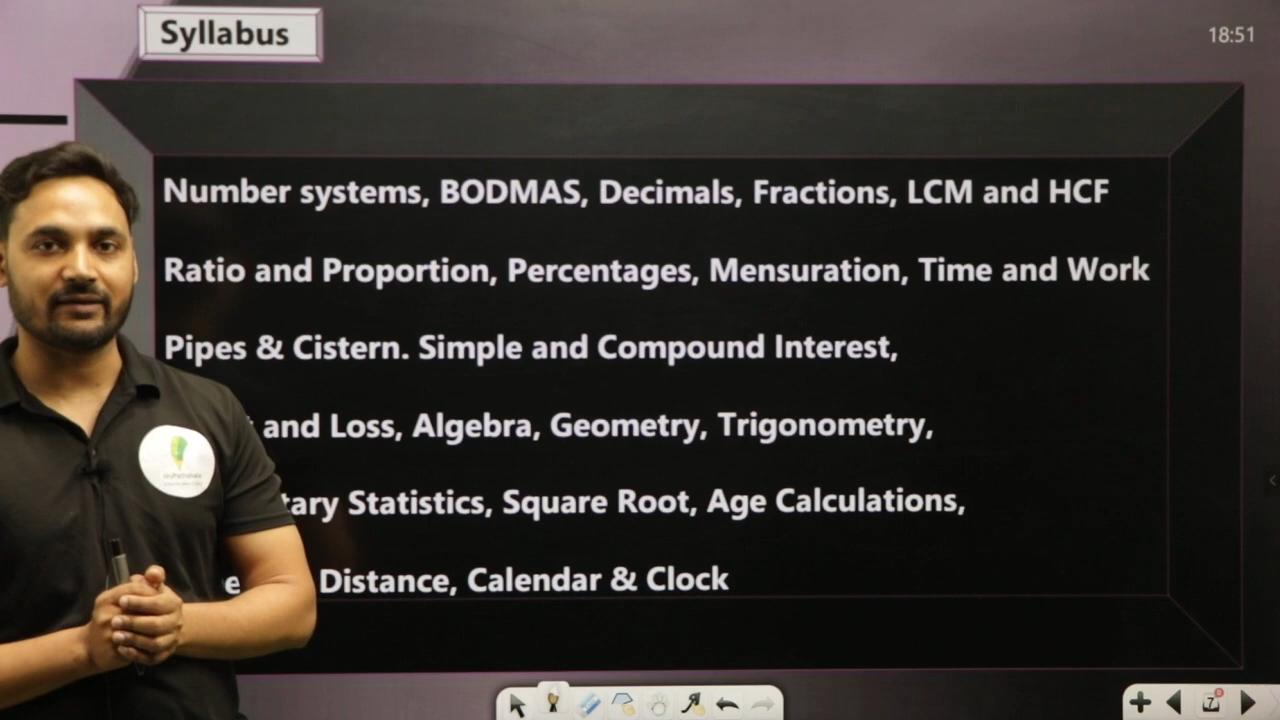 Syllabus
18:51
Number systems, BODMAS, Decimals, Fractions, LCM and HCF
Ratio and Proportion, Percentages, Mensuration, Time and Work
Pipes & Cistern. Simple and Compound Interest,
and Loss, Algebra, Geometry, Trigonometry,
Statistics, Square Root, Age Calculations,
Distance, Calendar & Clock
7